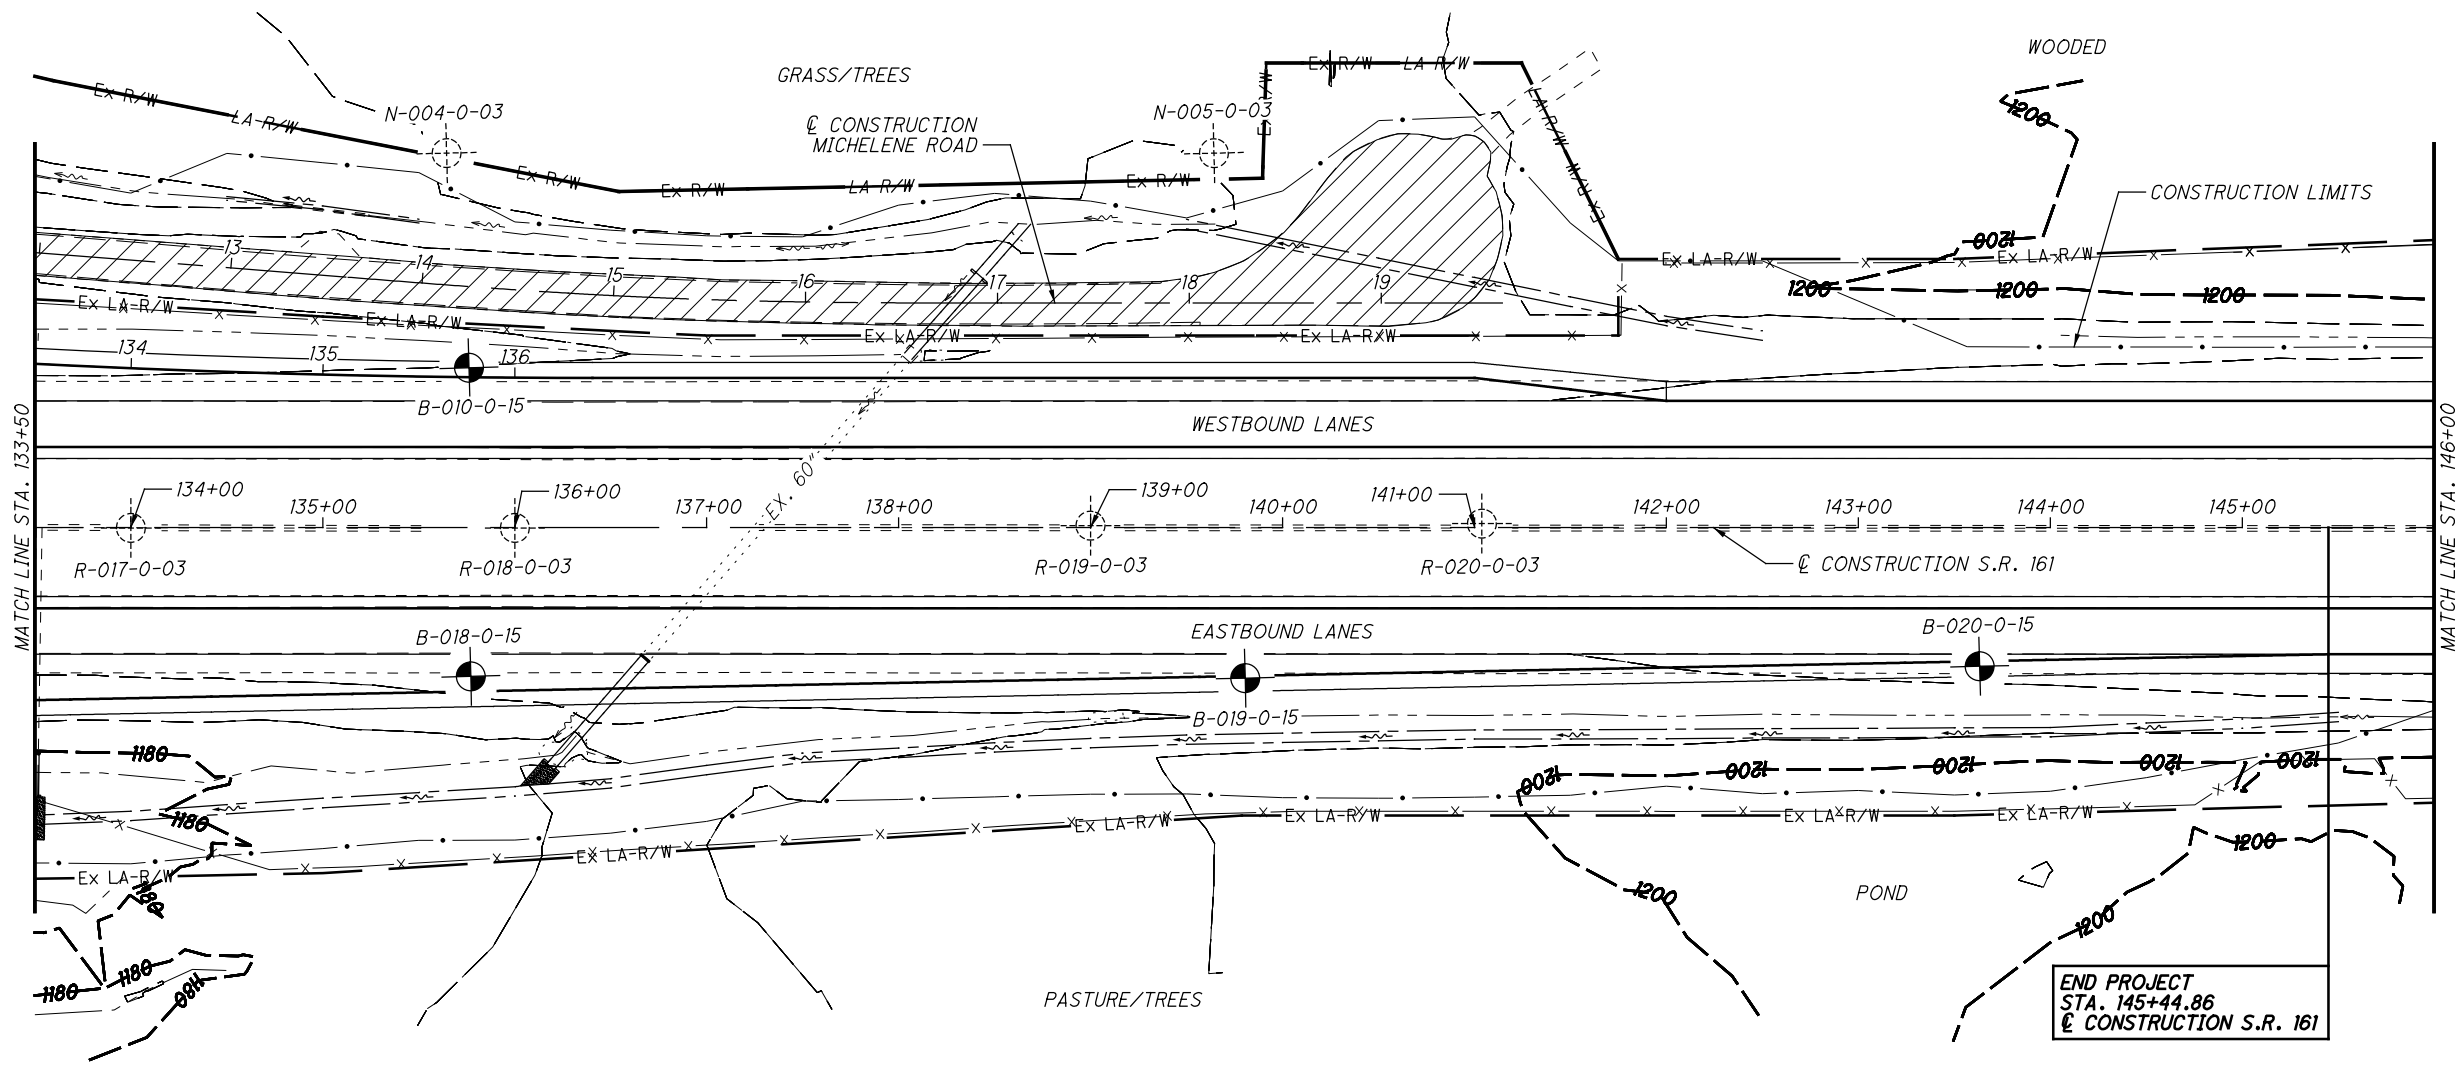 WOODED
GRASS/TREES
Ex R/W
LA-R/W
Ex R/W
LA R/W
Ex R/W
Ex R/W
LA R/W
Ex R/W
Ex R/W
LA R/W
Ex R/W
N-004-0-03
N-005-0-03
℄ CONSTRUCTION
MICHELENE ROAD
1200
CONSTRUCTION LIMITS
1200
Ex LA-R/W
Ex LA-R/W
1200
1200
1200
13
14
15
16
17
18
19
Ex LA-R/W
Ex LA-R/W
Ex LA-R/W
Ex LA-R/W
134
135
136
B-010-0-15
WESTBOUND LANES
MATCH LINE STA. 133+50
MATCH LINE STA. 146+00
EX. 60"
134+00
135+00
136+00
137+00
138+00
139+00
140+00
141+00
142+00
143+00
144+00
145+00
R-017-0-03
R-018-0-03
R-019-0-03
R-020-0-03
℄ CONSTRUCTION S.R. 161
B-018-0-15
EASTBOUND LANES
B-020-0-15
B-019-0-15
1180
1200
1200
1200
1200
1200
1180
Ex LA-R/W
Ex LA-R/W
Ex LA-R/W
Ex LA-R/W
Ex LA-R/W
Ex LA-R/W
1200
1180
1200
POND
1200
1180
1180
1180
PASTURE/TREES
END PROJECT
STA. 145+44.86
℄ CONSTRUCTION S.R. 161